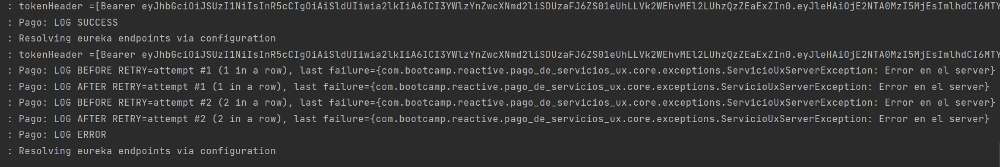 : tokenHeader =[Bearer eyJhbGciOiJSUzI1NiIsInR5cCIgOiAiSldUIiwia2lkIiA6ICI3YWlzYnZwcXNmd2liSDUzaFJ6ZS01eUhLLVk2WEhvMEl2LUhzQzZEaExZIn0.eyJleHAiOjE2NTA0MzI5MjEsImlhdCI6MTY
: Pago: LOG SUCCESS
: Resolving eureka endpoints via configuration
: tokenHeader =[Bearer eyJhbGciOiJSUzI1NiIsInR5cCIgOiAiSldUIiwia2lkIiA6ICI3YWlzYnZwcXNmd2liSDUzaFJ6ZS01eUhLLVk2WEhvMEl2LUhzQzZEaExZIn0.eyJleHAiOjE2NTA0MzI5MjEsImlhdCI6MTY
: Pago: LOG BEFORE RETRY=attempt #1 (1 in a row), last failure={com.bootcamp.reactive.pago_de_servicios_ux.core.exceptions.ServicioUxServerException: Error en el server}
: Pago: LOG AFTER RETRY=attempt #1 (1 in a row), last failure={com.bootcamp.reactive.pago_de_servicios_ux.core.exceptions.ServicioUxServerException: Error en el server}
: Pago: LOG BEFORE RETRY=attempt #2 (2 in a row), last failure={com.bootcamp.reactive.pago_de_servicios_ux.core.exceptions.ServicioUxServerException: Error en el server}
: Pago: LOG AFTER RETRY=attempt #2 (2 in a row), last failure={com.bootcamp.reactive.pago_de_servicios_ux.core.exceptions.ServicioUxServerException: Error en el server}
: Pago: LOG ERROR
: Resolving eureka endpoints via configuration